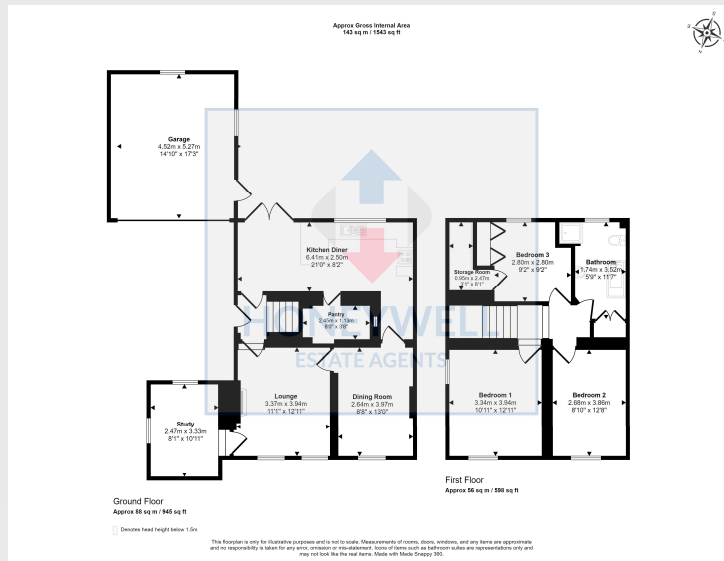 Approx Gross Internal Area
143 sq m / 1543 sq ft
Garage
4.52m x 5.27m
14'10" x 17'3"
Kitchen Diner
6.41m x 2.50m
21'0" x 8'2"
Pantry
2.45m x 1.13m
8'0" x 3'8"
Lounge
3.37m x 3.94m
11'1" x 12'11"
Dining Room
2.64m x 3.97m
8'8" x 13'0"
Study
2.47m x 3.33m
8'1" x 10'11"
Storage Room
0.95m x 2.47m
3'1" x 8'1"
Bedroom 3
2.80m x 2.80m
9'2" x 9'2"
Bathroom
1.74m x 3.52m
5'9" x 11'7"
Bedroom 1
3.34m x 3.94m
10'11" x 12'11"
Bedroom 2
2.68m x 3.86m
8'10" x 12'8"
HONEYWELL
ESTATE AGENTS
Ground Floor
Approx 88 sq m / 945 sq ft
First Floor
Approx 56 sq m / 598 sq ft
Denotes head height below 1.5m
This floorplan is only for illustrative purposes and is not to scale. Measurements of rooms, doors, windows, and any items are approximate
and no responsibility is taken for any error, omission or mis-statement. Icons of items such as bathroom suites are representations only and
may not look like the real items. Made with Made Snappy 360.